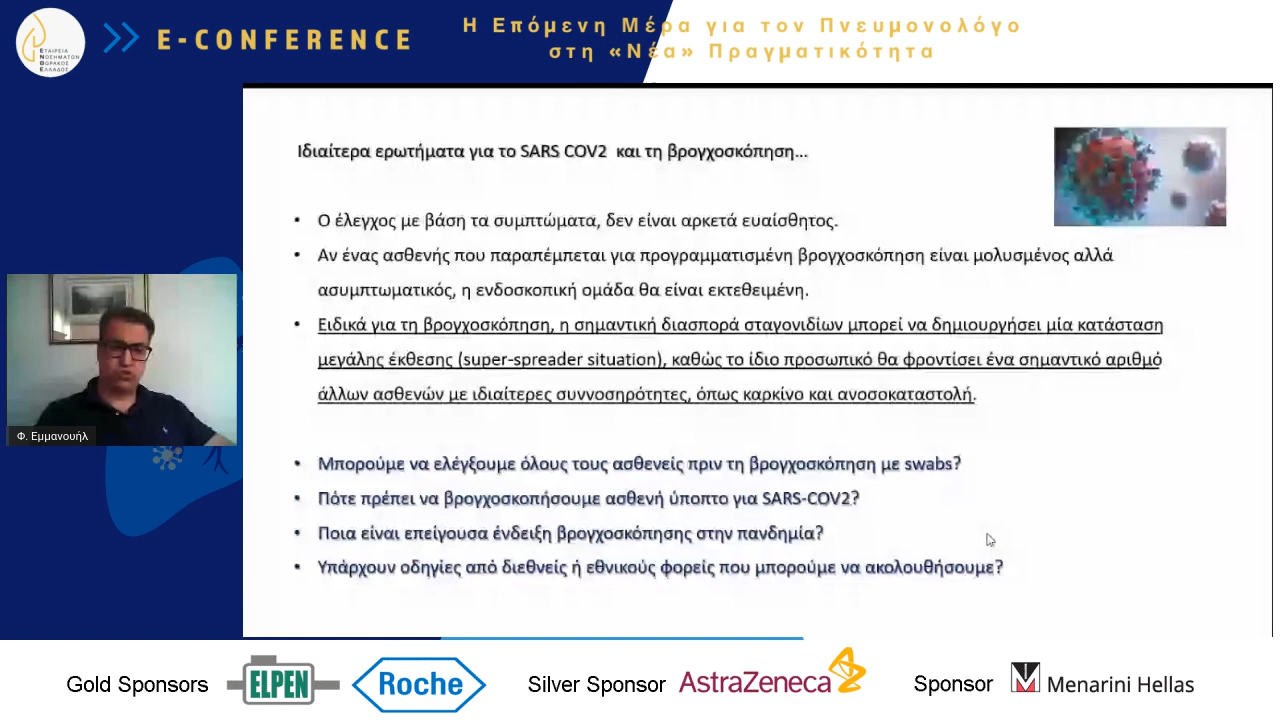 ΕΤΑΙΡΕΙΑ
ΝΟΣΗΜΑΤΩΝ
ΘΩΡΑΚΟΣ
ΕΛΛΑΔΟΣ
E-CONFERENCE
Η Επόμενη Μέρα για τον Πνευμονολόγο
στη «Νέα» Πραγματικότητα
Ιδιαίτερα ερωτήματα για το SARS COV2 και τη βρογχοσκόπηση...
• Ο έλεγχος με βάση τα συμπτώματα, δεν είναι αρκετά ευαίσθητος.
• Αν ένας ασθενής που παραπέμπεται για προγραμματισμένη βρογχοσκόπηση είναι μολυσμένος αλλά
ασυμπτωματικός, η ενδοσκοπική ομάδα θα είναι εκτεθειμένη.
• Ειδικά για τη βρογχοσκόπηση, η σημαντική διασπορά σταγονιδίων μπορεί να δημιουργήσει μία κατάσταση
μεγάλης έκθεσης (super-spreader situation), καθώς το ίδιο προσωπικό θα φροντίσει ένα σημαντικό αριθμό
άλλων ασθενών με ιδιαίτερες συννοσηρότητες, όπως καρκίνο και ανοσοκαταστολή.
• Μπορούμε να ελέγξουμε όλους τους ασθενείς πριν τη βρογχοσκόπηση με swabs?
• Πότε πρέπει να βρογχοσκοπήσουμε ασθενή ύποπτο για SARS-COV2?
• Ποια είναι επείγουσα ένδειξη βρογχοσκόπησης στην πανδημία?
• Υπάρχουν οδηγίες από διεθνείς ή εθνικούς φορείς που μπορούμε να ακολουθήσουμε?
Φ. Εμμανουήλ
Gold Sponsors
ELPEN
Roche
Silver Sponsor
AstraZeneca
Sponsor
Menarini Hellas